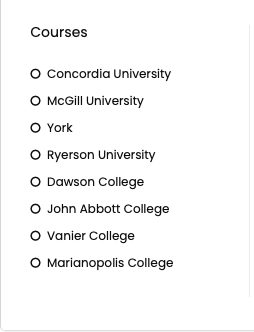 Courses
Concordia University
McGill University
York
Ryerson University
Dawson College
John Abbott College
Vanier College
Marianopolis College